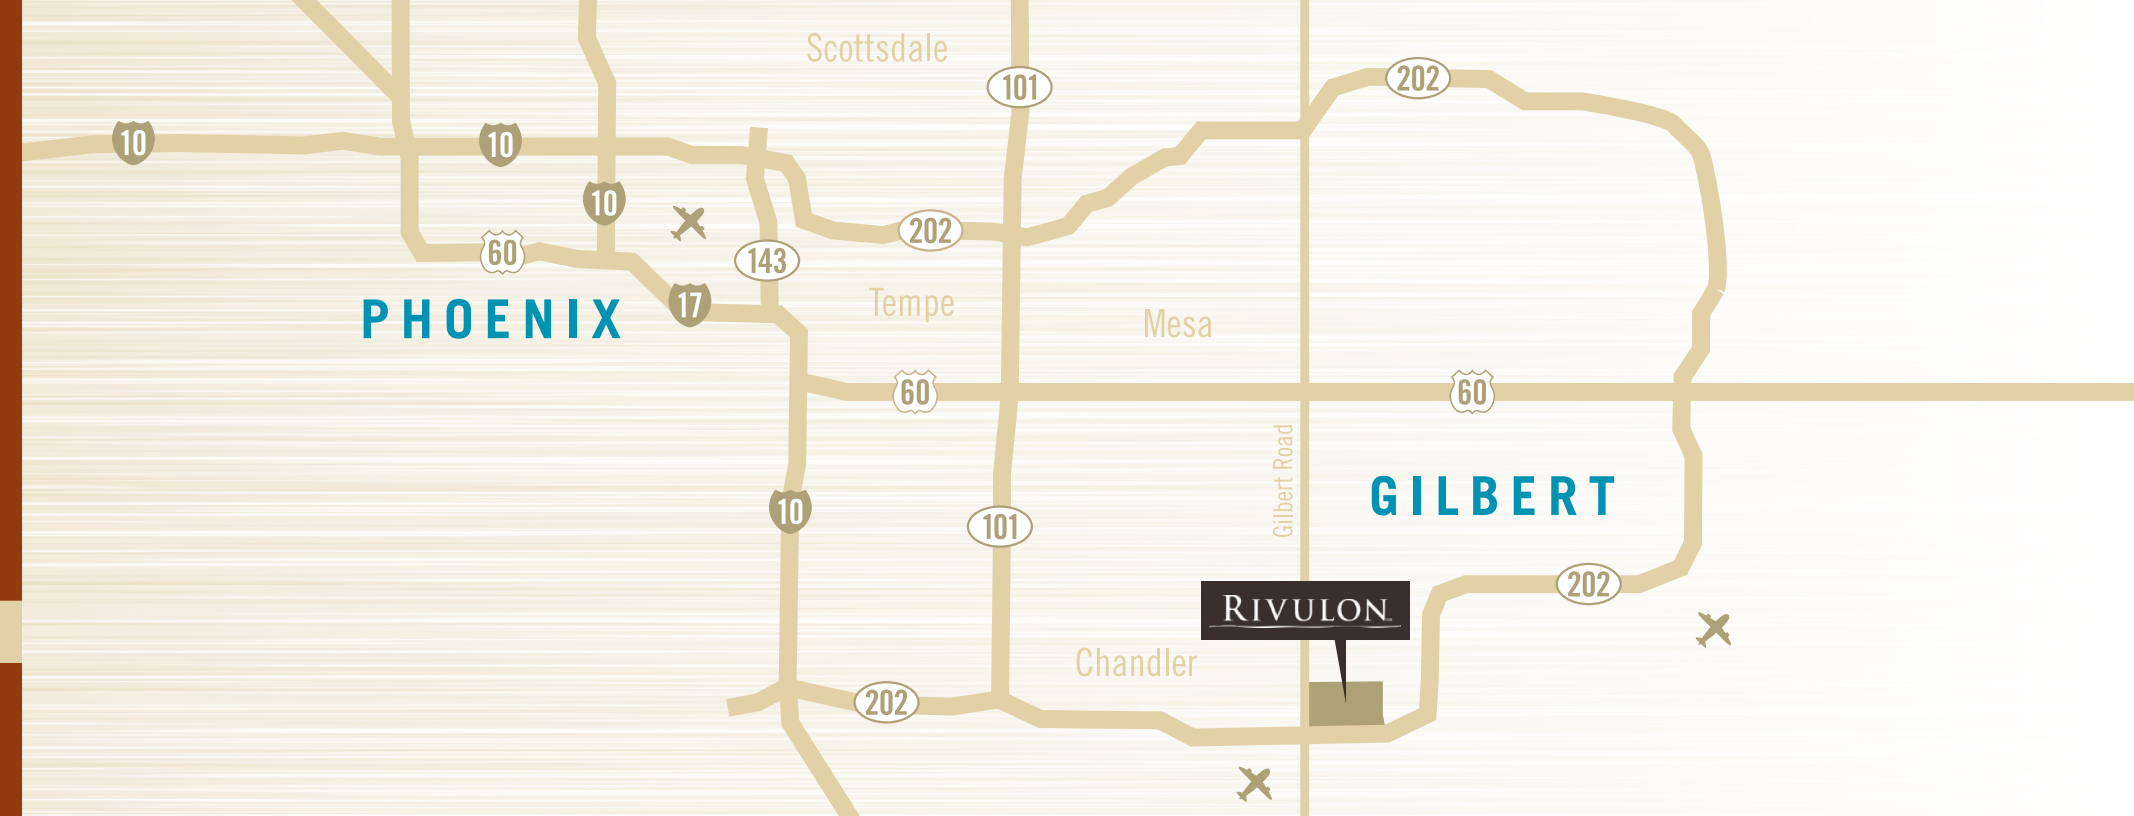 Scottsdale
202
101
10
10
10
202
60
143
17
Tempe
PHOENIX
Mesa
60
60
Gilbert Road
GILBERT
10
101
202
RIVULON
Chandler
202